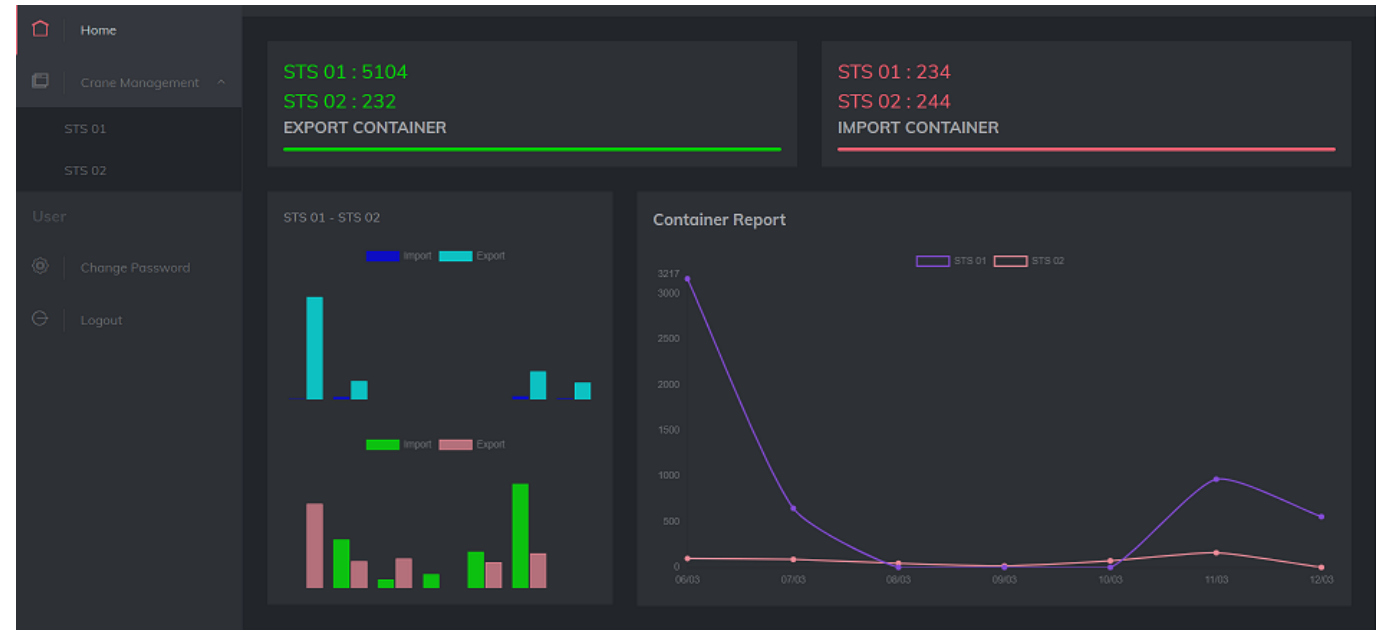 Home
Crane Management
STS 01
STS 02
User
Change Password
Logout
STS 01 : 5104
STS 02 : 232
EXPORT CONTAINER
STS 01 : 234
STS 02 : 244
IMPORT CONTAINER
STS 01 - STS 02
Import Export
Import Export
Container Report
STS 01 STS 02
3217
3000
2500
2000
1500
1000
500
0
06/03 07/03 08/03 09/03 10/03 11/03 12/03